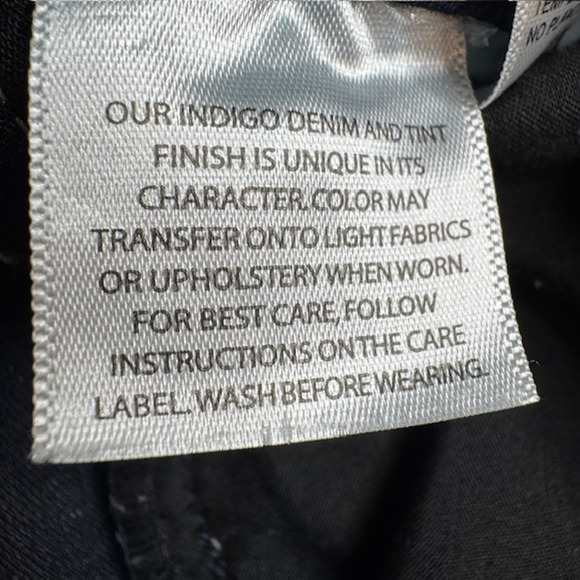 OUR INDIGO DENIM AND TINT
FINISH IS UNIQUE IN ITS
CHARACTER. COLOR MAY
TRANSFER ONTO LIGHT FABRICS
OR UPHOLSTERY WHEN WORN.
FOR BEST CARE, FOLLOW
INSTRUCTIONS ON THE CARE
LABEL. WASH BEFORE WEARING.
NO